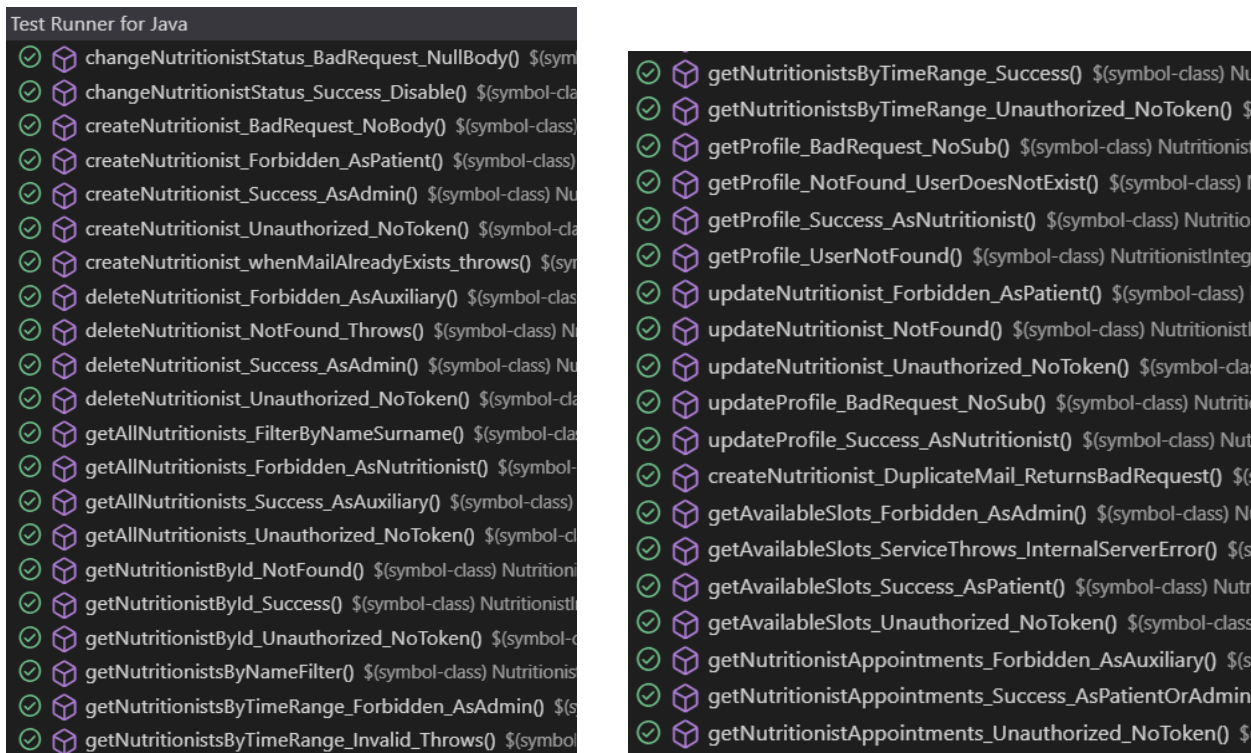 Test Runner for Java
changeNutritionistStatus_BadRequest_NullBody() $(sym
changeNutritionistStatus_Success_Disable() $(symbol-cla
createNutritionist_BadRequest_NoBody() $(symbol-class)
createNutritionist_Forbidden_AsPatient() $(symbol-class)
createNutritionist_Success_AsAdmin() $(symbol-class) Nu
createNutritionist_Unauthorized_NoToken() $(symbol-cla
createNutritionist_whenMailAlreadyExists_throws() $(syr
deleteNutritionist_Forbidden_AsAuxiliary() $(symbol-clas
deleteNutritionist_NotFound_Throws() $(symbol-class) N
deleteNutritionist_Success_AsAdmin() $(symbol-class) Nu
deleteNutritionist_Unauthorized_NoToken() $(symbol-cla
getAllNutritionists_FilterByNameSurname() $(symbol-cla
getAllNutritionists_Forbidden_AsNutritionist() $(symbol-
getAllNutritionists_Success_AsAuxiliary() $(symbol-class)
getAllNutritionists_Unauthorized_NoToken() $(symbol-cl
getNutritionistById_NotFound() $(symbol-class) Nutritioni
getNutritionistById_Success() $(symbol-class) NutritionistI
getNutritionistById_Unauthorized_NoToken() $(symbol-c
getNutritionistsByNameFilter() $(symbol-class) Nutritionis
getNutritionistsByTimeRange_Forbidden_AsAdmin() $(s
getNutritionistsByTimeRange_Invalid_Throws() $(symbol
getNutritionistsByTimeRange_Success() $(symbol-class) Nu
getNutritionistsByTimeRange_Unauthorized_NoToken() $
getProfile_BadRequest_NoSub() $(symbol-class) Nutritionist
getProfile_NotFound_UserDoesNotExist() $(symbol-class) N
getProfile_Success_AsNutritionist() $(symbol-class) Nutritio
getProfile_UserNotFound() $(symbol-class) NutritionistInteg
updateNutritionist_Forbidden_AsPatient() $(symbol-class)
updateNutritionist_NotFound() $(symbol-class) NutritionistI
updateNutritionist_Unauthorized_NoToken() $(symbol-clas
updateProfile_BadRequest_NoSub() $(symbol-class) Nutriti
updateProfile_Success_AsNutritionist() $(symbol-class) Nut
createNutritionist_DuplicateMail_ReturnsBadRequest() $(s
getAvailableSlots_Forbidden_AsAdmin() $(symbol-class) Nu
getAvailableSlots_ServiceThrows_InternalServerError() $(s
getAvailableSlots_Success_AsPatient() $(symbol-class) Nutr
getAvailableSlots_Unauthorized_NoToken() $(symbol-class
getNutritionistAppointments_Forbidden_AsAuxiliary() $(s
getNutritionistAppointments_Success_AsPatientOrAdmin
getNutritionistAppointments_Unauthorized_NoToken() $